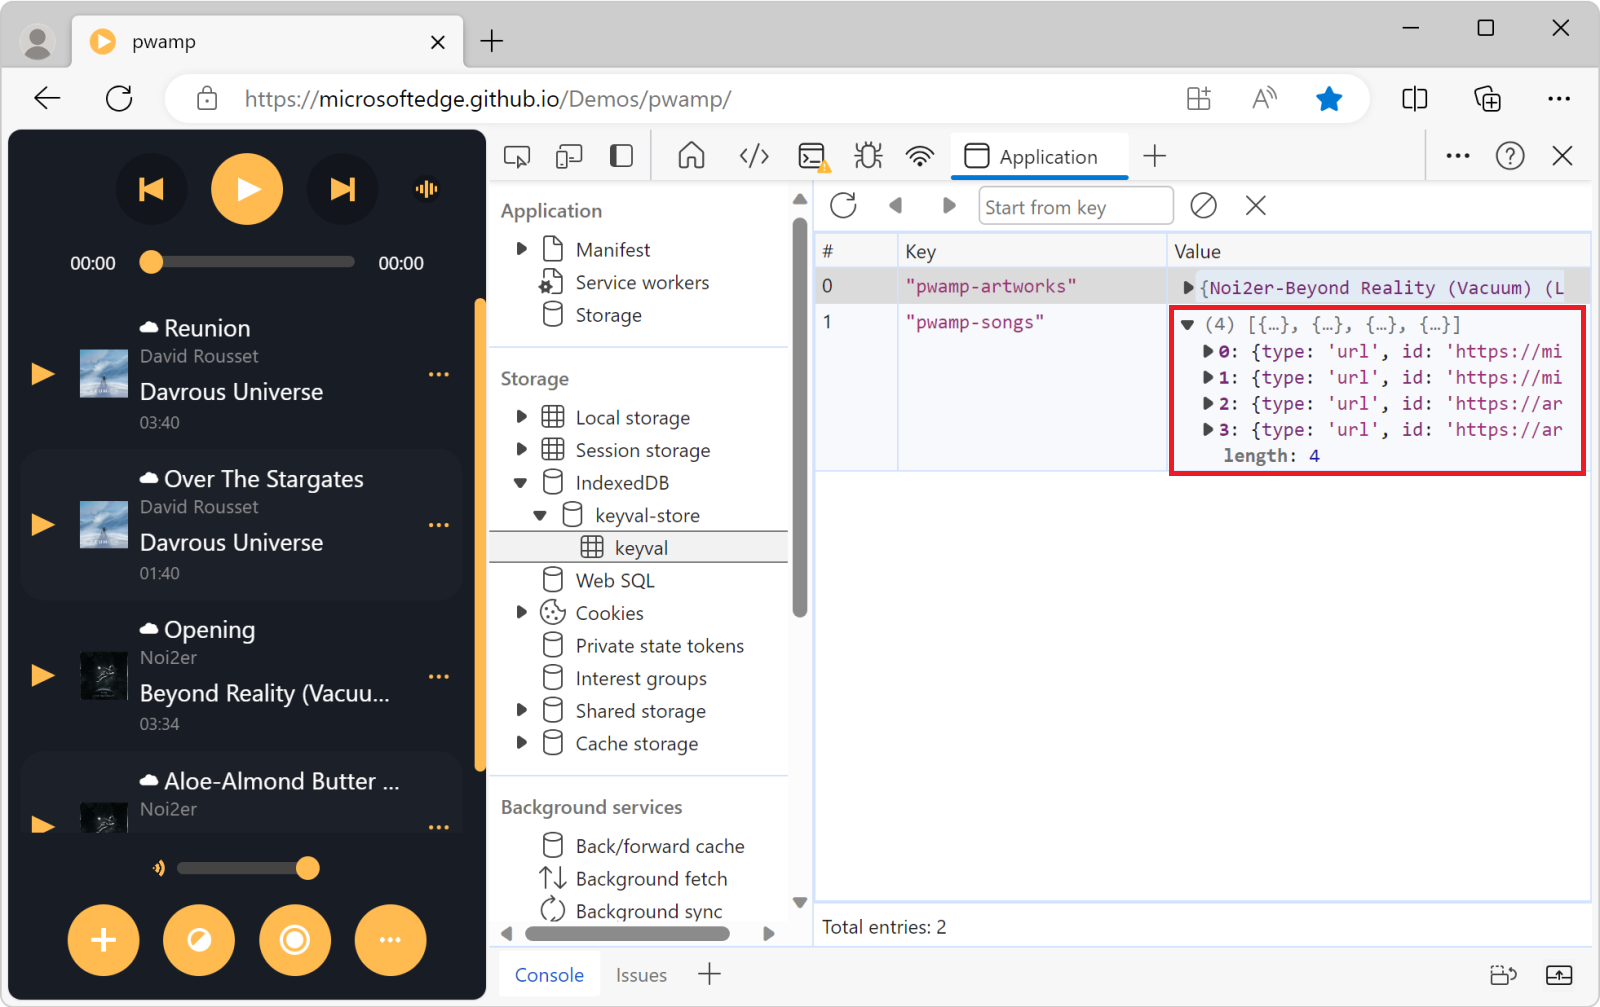 pwamp
https://microsoftedge.github.io/Demos/pwamp/
00:00
00:00
Reunion
David Rousset
Davrous Universe
03:40
Over The Stargates
David Rousset
Davrous Universe
01:40
Opening
Noi2er
Beyond Reality (Vacuu...
03:34
Aloe-Almond Butter ...
Noi2er
Application
Application
Manifest
Service workers
Storage
Storage
Local storage
Session storage
IndexedDB
keyval-store
keyval
Web SQL
Cookies
Private state tokens
Interest groups
Shared storage
Cache storage
Background services
Back/forward cache
Background fetch
Background sync
Start from key
# Key Value
0 "pwamp-artworks" {Noi2er-Beyond Reality (Vacuum) (L
1 "pwamp-songs" (4) [{…}, {…}, {…}, {…}]
0: {type: 'url', id: 'https://mi
1: {type: 'url', id: 'https://mi
2: {type: 'url', id: 'https://ar
3: {type: 'url', id: 'https://ar
length: 4
Total entries: 2
Console Issues